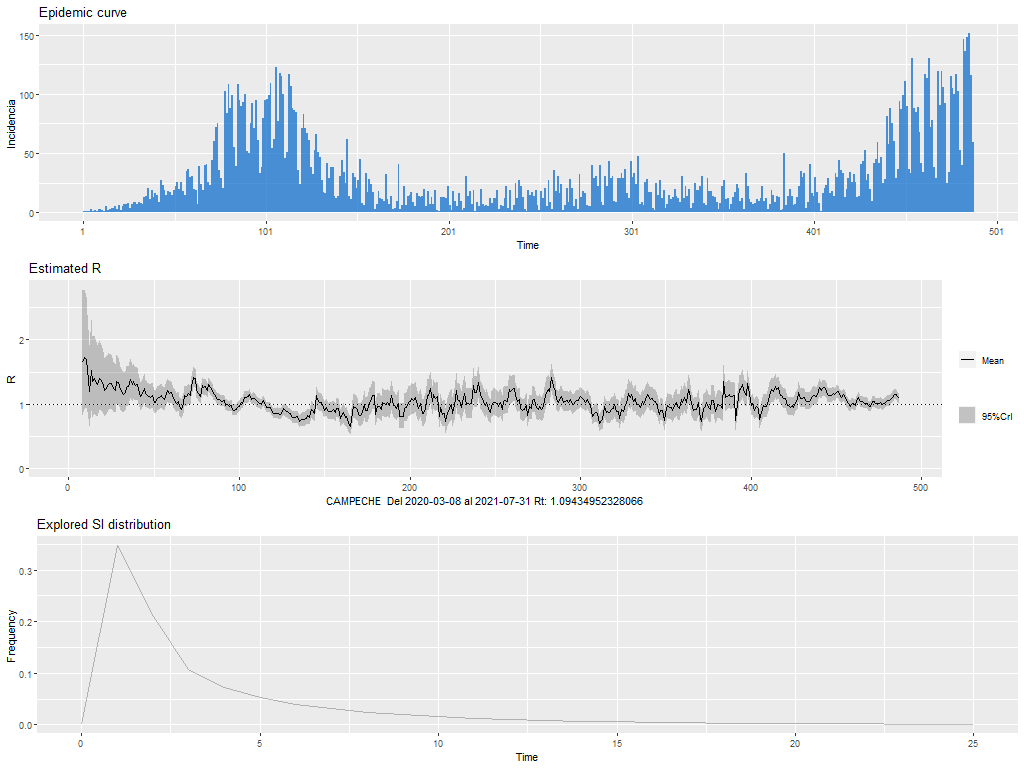 Epidemic curve
150
100
50
0
Incidencia
1
101
201
301
401
501
Time
Estimated R
2
1
0
R
Mean
95%CrI
0
100
200
300
400
500
CAMPECHE Del 2020-03-08 al 2021-07-31 Rt: 1.09434952328066
Explored SI distribution
0.3
0.2
0.1
0.0
Frequency
0
5
10
15
20
25
Time